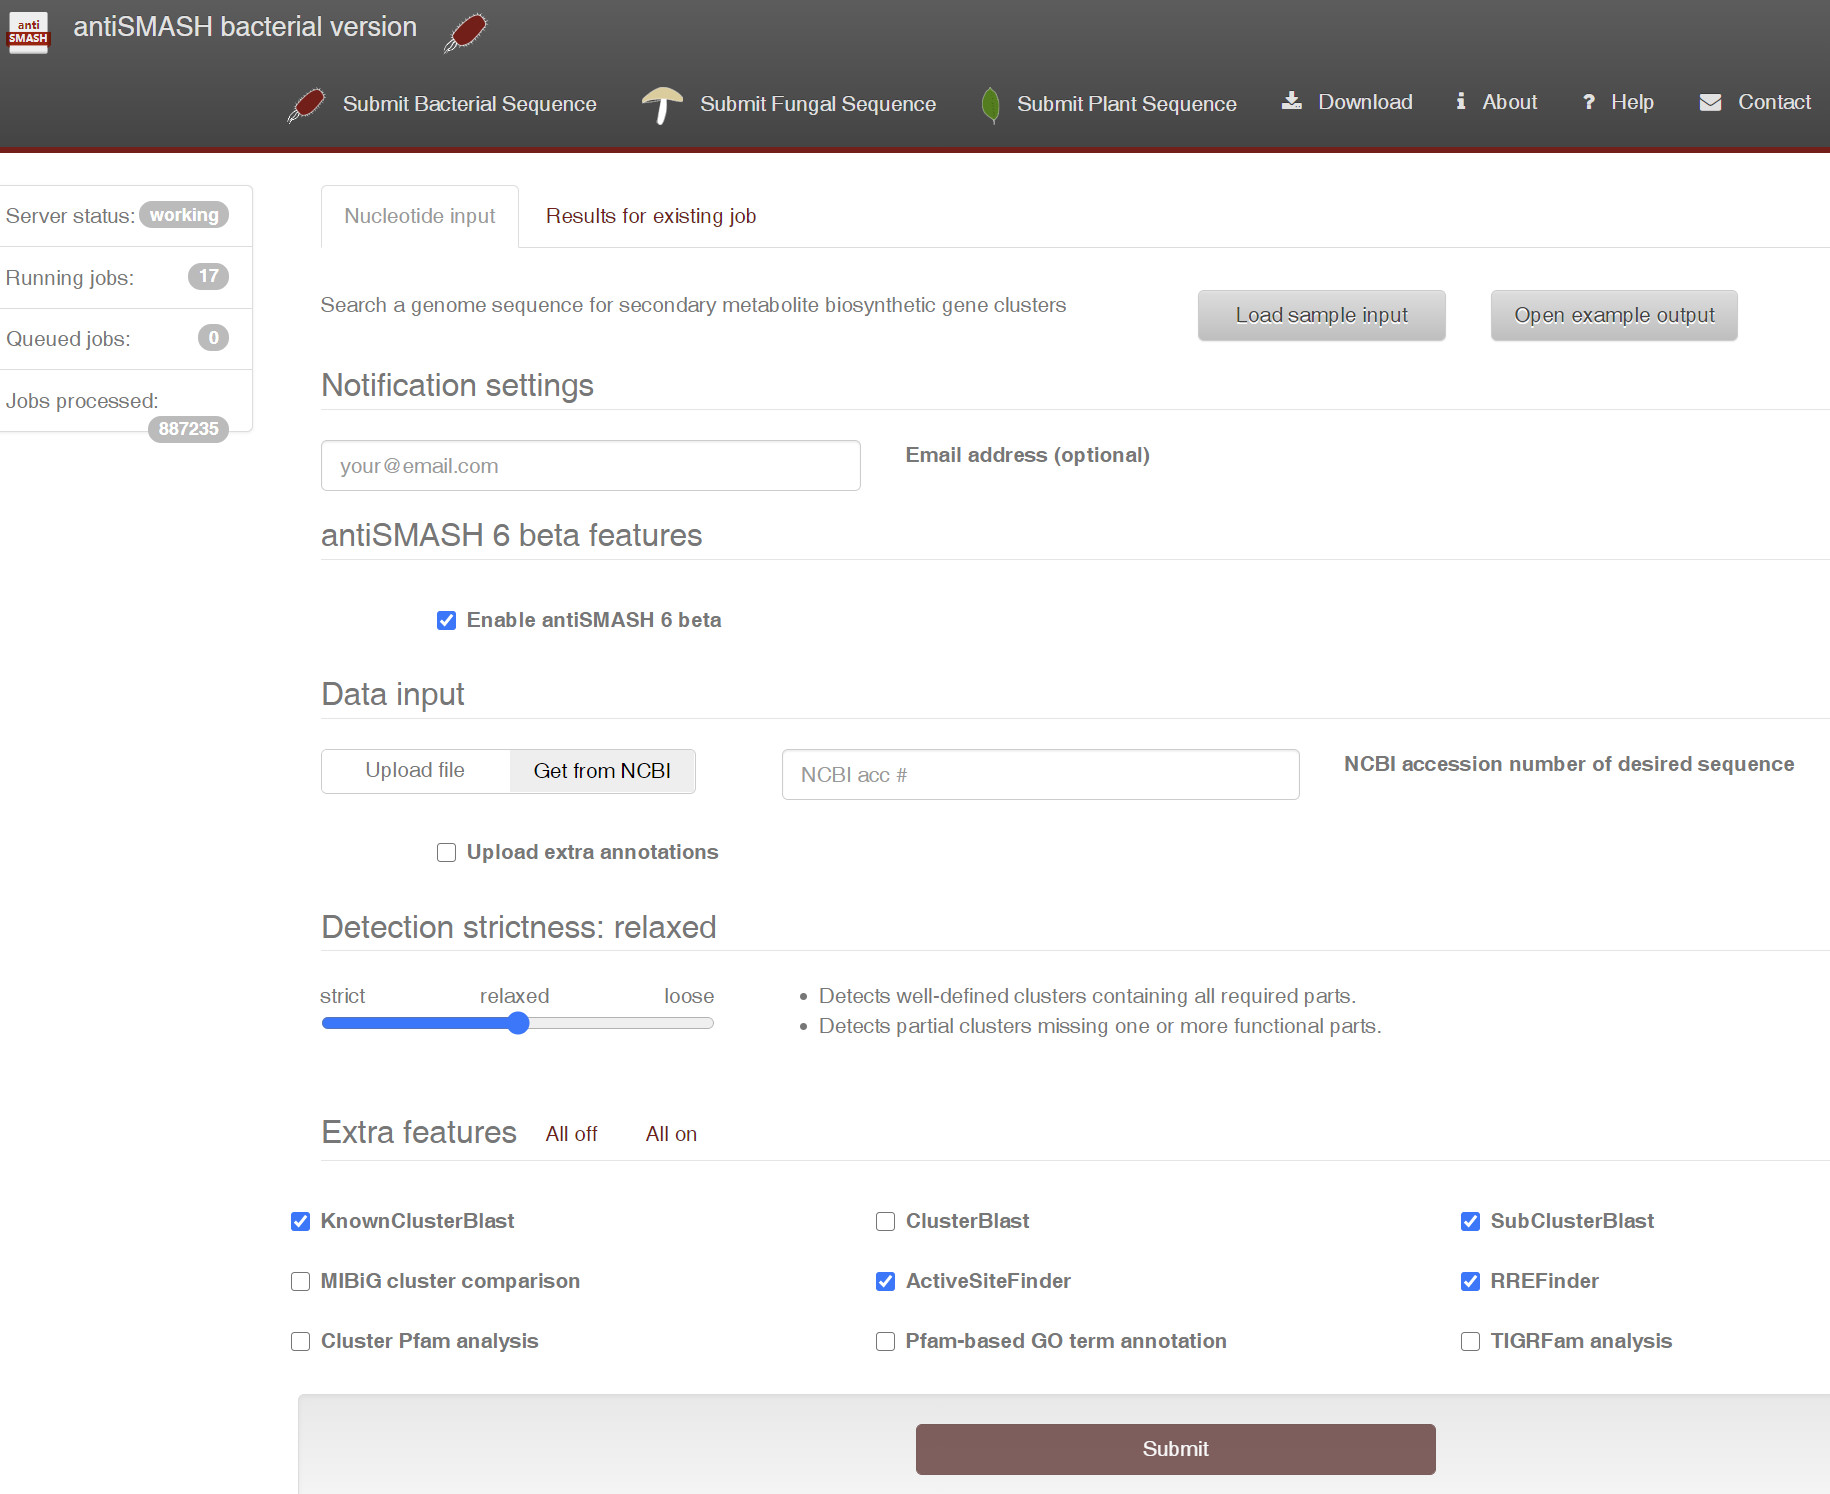 anti
SMASH
antiSMASH bacterial version
Submit Bacterial Sequence
Submit Fungal Sequence
Submit Plant Sequence
Download
About
Help
Contact
Server status: working
Running jobs: 17
Queued jobs: 0
Jobs processed:
887235
Nucleotide input
Results for existing job
Search a genome sequence for secondary metabolite biosynthetic gene clusters
Load sample input
Open example output
Notification settings
your@email.com
Email address (optional)
antiSMASH 6 beta features
Enable antiSMASH 6 beta
Data input
Upload file
Get from NCBI
NCBI acc #
NCBI accession number of desired sequence
Upload extra annotations
Detection strictness: relaxed
strict relaxed loose
Detects well-defined clusters containing all required parts.
Detects partial clusters missing one or more functional parts.
Extra features All off All on
KnownClusterBlast
ClusterBlast
SubClusterBlast
MIBiG cluster comparison
ActiveSiteFinder
RREFinder
Cluster Pfam analysis
Pfam-based GO term annotation
TIGRFam analysis
Submit